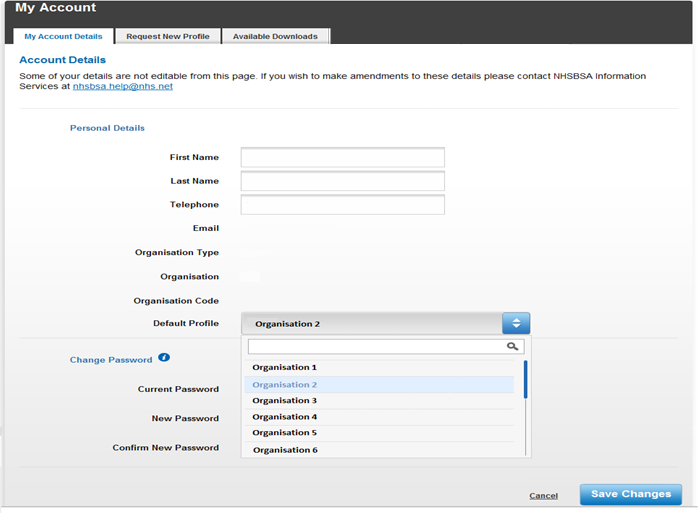 My Account
My Account Details
Request New Profile
Available Downloads
Account Details
Some of your details are not editable from this page. If you wish to make amendments to these details please contact NHSBSA Information
Services at nhsbsa.help@nhs.net
Personal Details
First Name
Last Name
Telephone
Email
Organisation Type
Organisation
Organisation Code
Default Profile
Organisation 2
Organisation 1
Organisation 2
Organisation 3
Organisation 4
Organisation 5
Organisation 6
Change Password
Current Password
New Password
Confirm New Password
Cancel
Save Changes